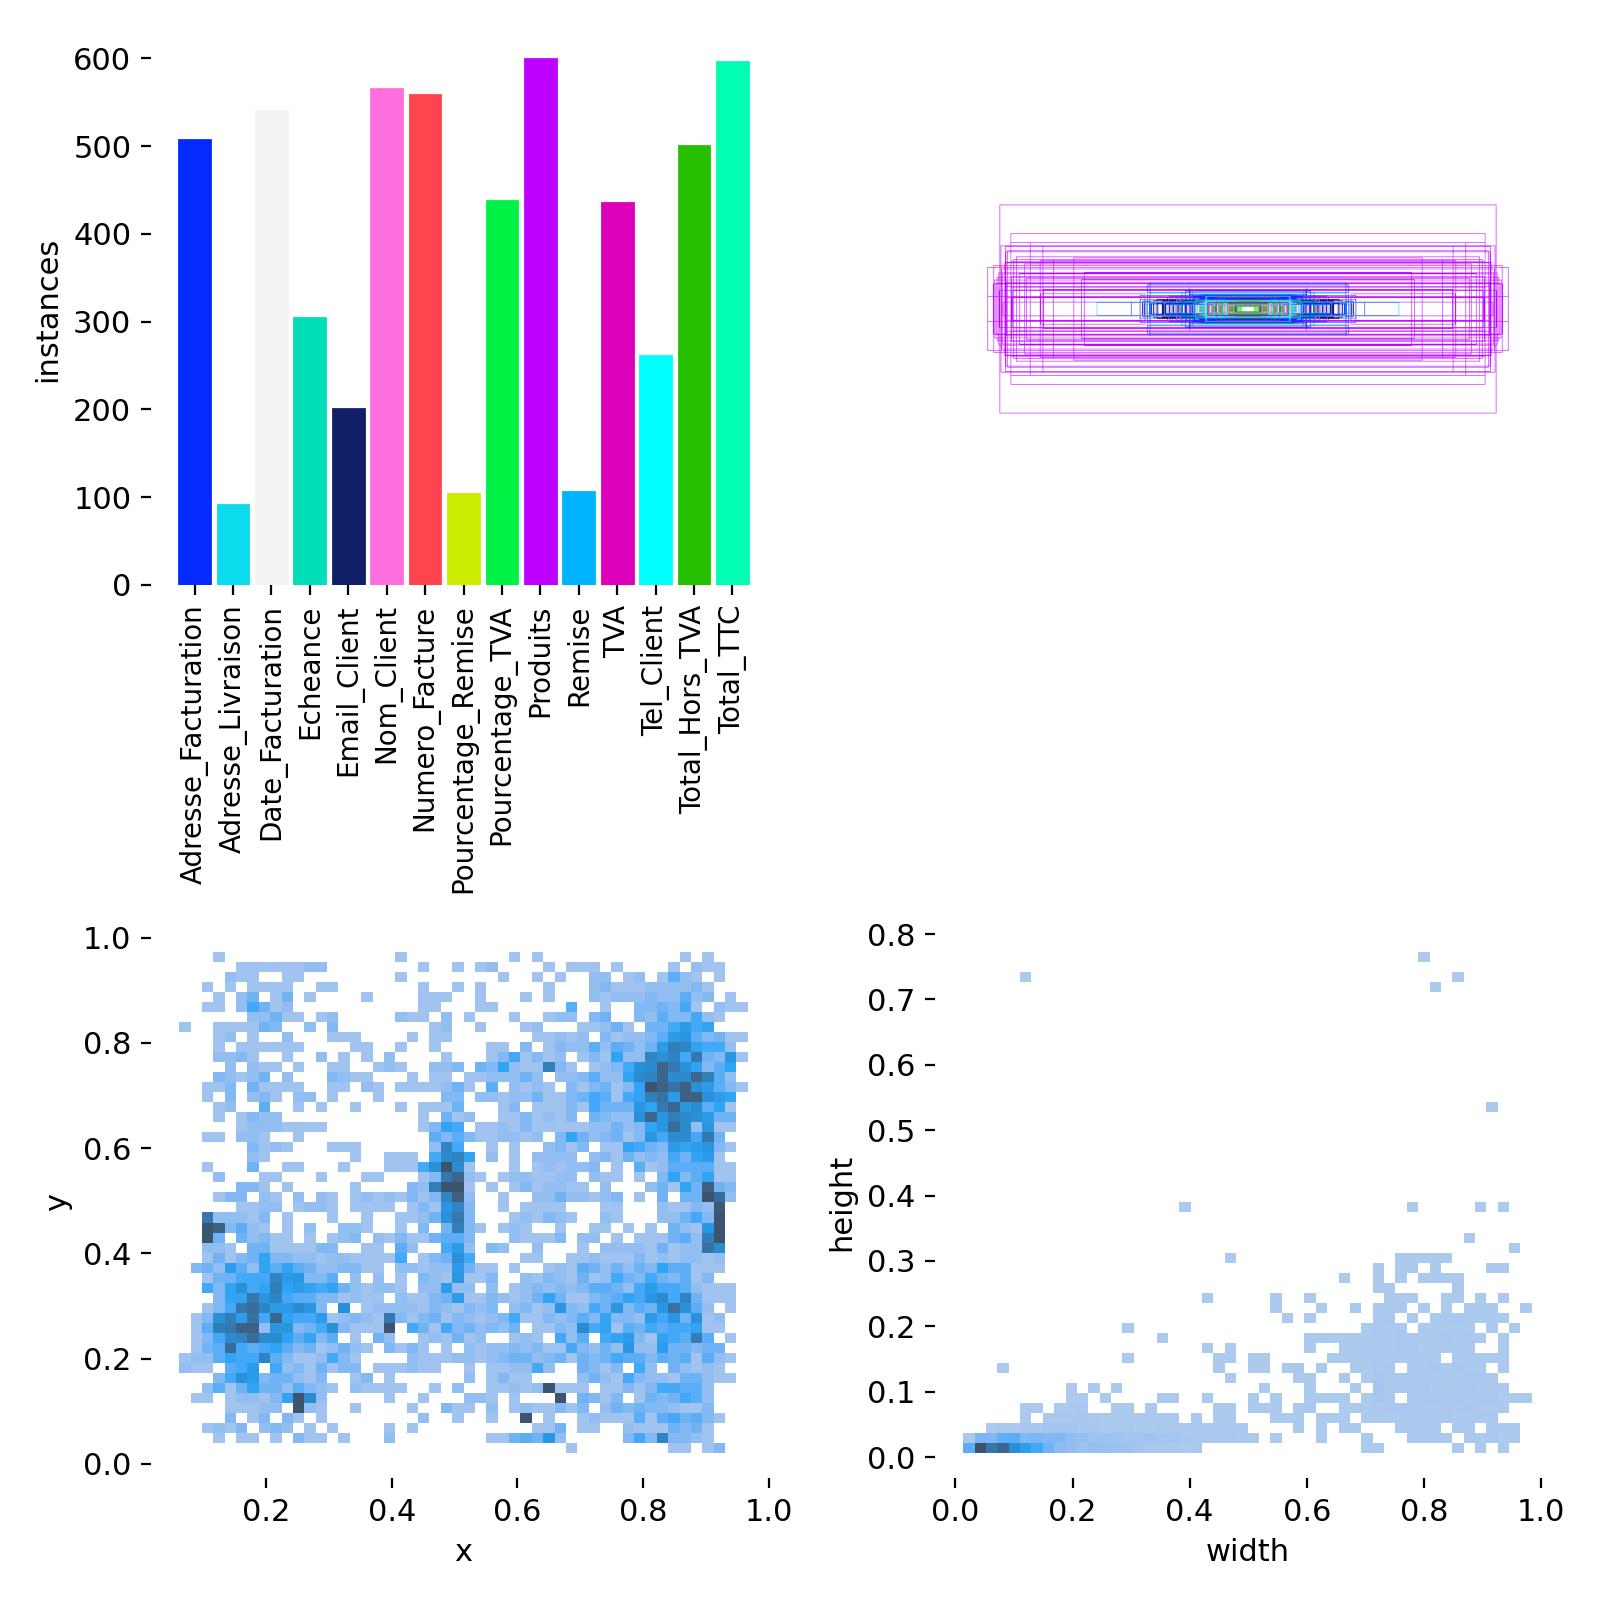 600
500
400
300
200
100
0
instances
Adresse_Facturation
Adresse_Livraison
Date_Facturation
Echeance
Email_Client
Nom_Client
Numero_Facture
Pourcentage_Remise
Pourcentage_TVA
Produits
Remise
TVA
Tel_Client
Total_Hors_TVA
Total_TTC
1.0
0.8
0.6
0.4
0.2
0.0
y
0.2 0.4 0.6 0.8 1.0
x
0.8
0.7
0.6
0.5
0.4
0.3
0.2
0.1
0.0
height
0.0 0.2 0.4 0.6 0.8 1.0
width